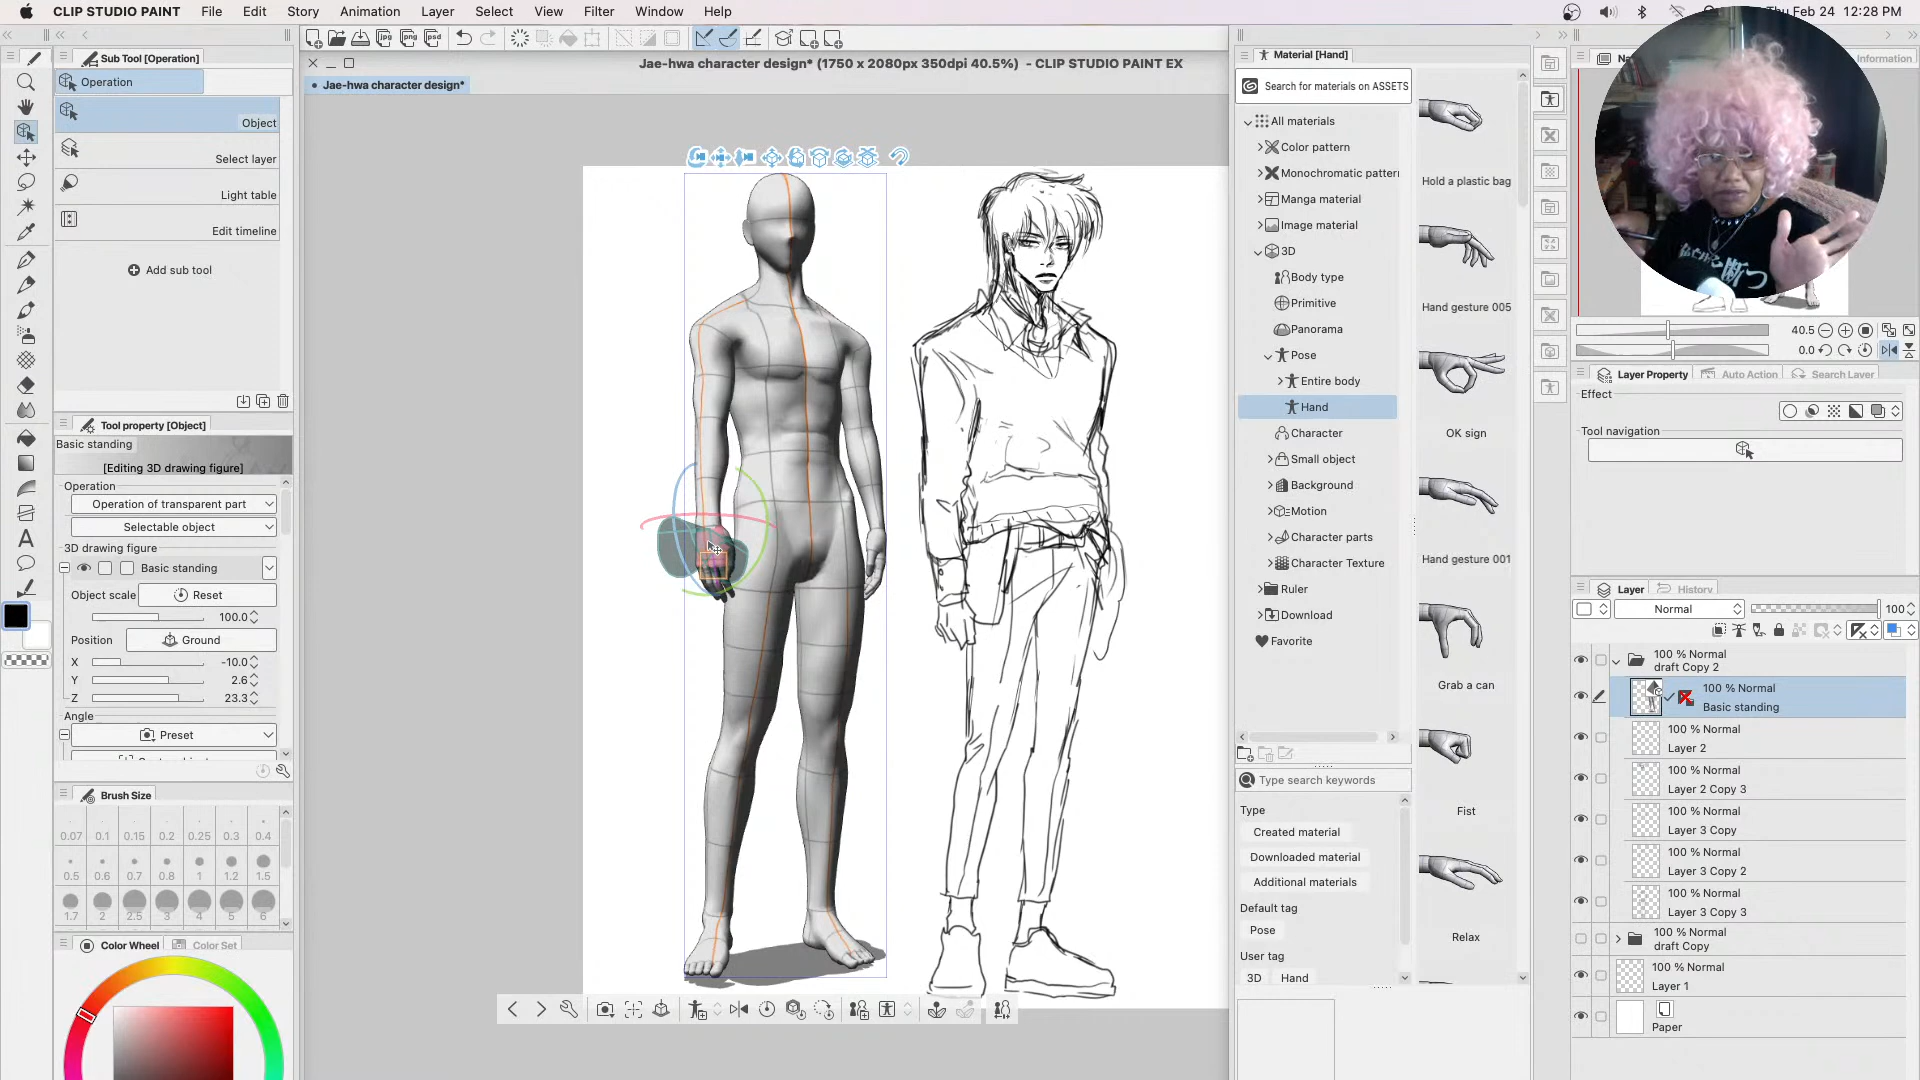 CLIP STUDIO PAINT File Edit Story Animation Layer Select View Filter Window Help
Thu Feb 24 12:28 PM
Sub Tool [Operation]
Operation
Object
Select layer
Light table
Edit timeline
Add sub tool
Tool property [Object]
Basic standing
[Editing 3D drawing figure]
Operation
Operation of transparent part
Selectable object
3D drawing figure
Basic standing
Object scale Reset
100.0
Position Ground
X -10.0
Y 2.6
Z 23.3
Angle
Preset
Brush Size
0.07 0.1 0.15 0.2 0.25 0.3 0.4
0.5 0.6 0.7 0.8 1 1.2 1.5
1.7 2 2.5 3 4 5 6
Color Wheel Color Set
Jae-hwa character design* (1750 x 2080px 350dpi 40.5%) - CLIP STUDIO PAINT EX
Jae-hwa character design*
Material [Hand]
Search for materials on ASSETS
All materials
Color pattern
Monochromatic patter
Manga material
Image material
3D
Body type
Primitive
Panorama
Pose
Entire body
Hand
Character
Small object
Background
Motion
Character parts
Character Texture
Ruler
Download
Favorite
Type search keywords
Type
Created material
Downloaded material
Additional materials
Default tag
Pose
User tag
3D Hand
Hold a plastic bag
Hand gesture 005
OK sign
Hand gesture 001
Grab a can
Fist
Relax
Information
40.5
0.0
Layer Property Auto Action Search Layer
Effect
Tool navigation
Layer History
Normal 100
100 % Normal
draft Copy 2
100 % Normal
Basic standing
100 % Normal
Layer 2
100 % Normal
Layer 2 Copy 3
100 % Normal
Layer 3 Copy
100 % Normal
Layer 3 Copy 2
100 % Normal
Layer 3 Copy 3
100 % Normal
draft Copy
100 % Normal
Layer 1
Paper